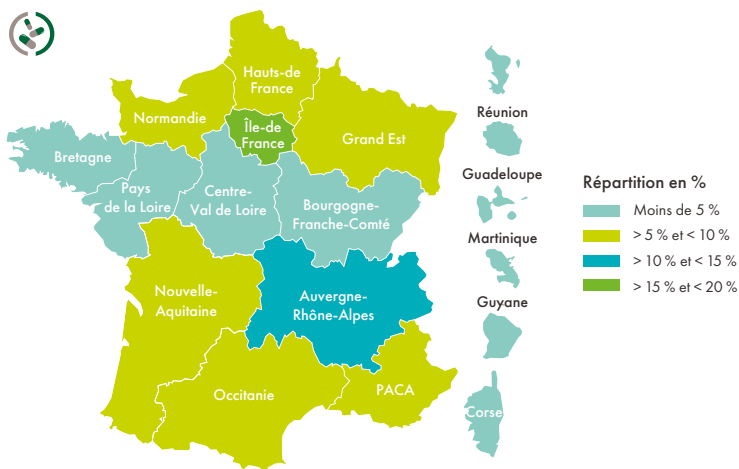 Hauts-de
France
Normandie
Île-de
France
Grand Est
Bretagne
Pays
de la Loire
Centre-
Val de Loire
Bourgogne-
Franche-Comté
Nouvelle-
Aquitaine
Auvergne-
Rhône-Alpes
Occitanie
PACA
Réunion
Guadeloupe
Martinique
Guyane
Corse
Répartition en %
Moins de 5 %
> 5 % et < 10 %
> 10 % et < 15 %
> 15 % et < 20 %